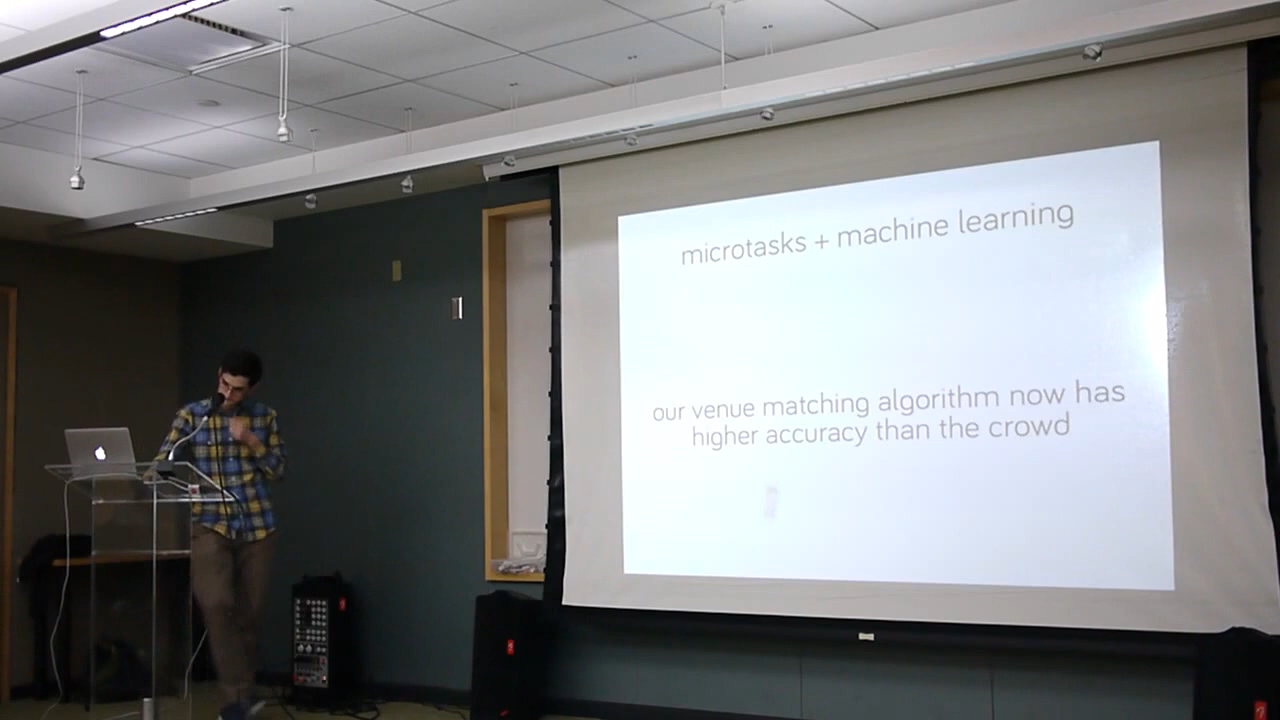 microtasks + machine learning
our venue matching algorithm now has
higher accuracy than the crowd